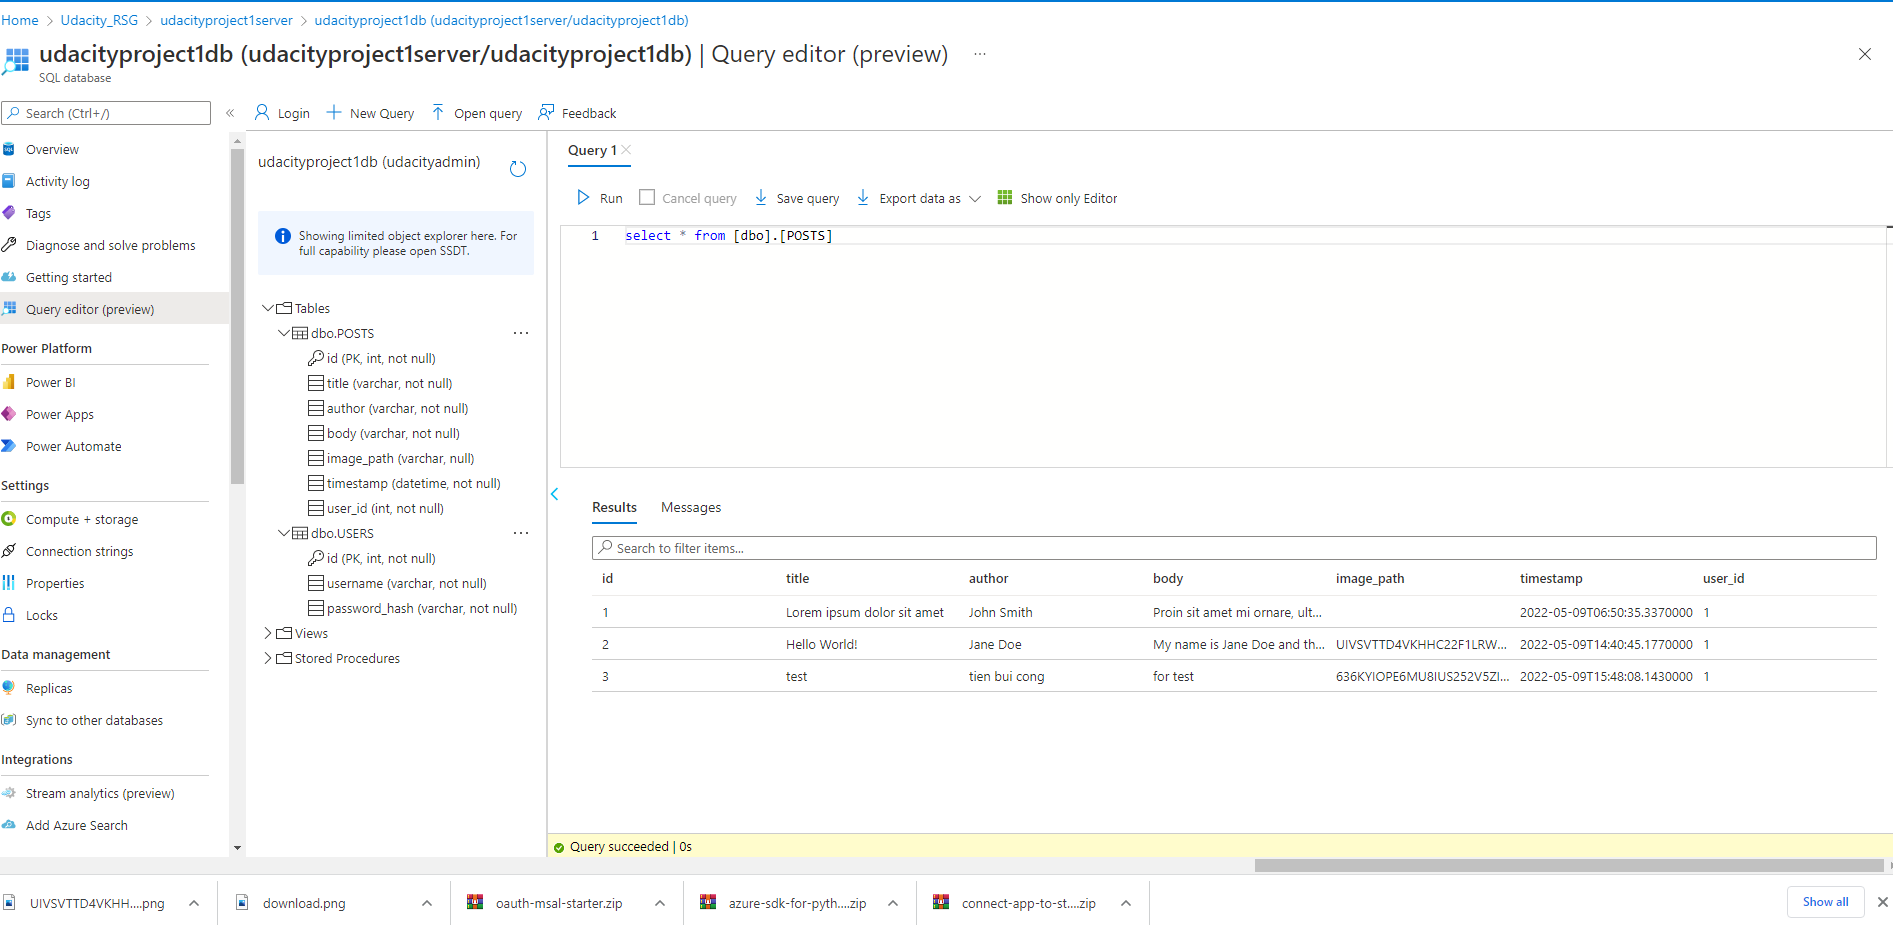 Home > Udacity_RSG > udacityproject1server > udacityproject1db (udacityproject1server/udacityproject1db)
udacityproject1db (udacityproject1server/udacityproject1db) | Query editor (preview) ...
SQL database
Search (Ctrl+/)
«
Login
New Query
Open query
Feedback
Overview
Activity log
Tags
Diagnose and solve problems
Getting started
Query editor (preview)
Power Platform
Power BI
Power Apps
Power Automate
Settings
Compute + storage
Connection strings
Properties
Locks
Data management
Replicas
Sync to other databases
Integrations
Stream analytics (preview)
Add Azure Search
udacityproject1db (udacityadmin)
Showing limited object explorer here. For
full capability please open SSDT.
Tables
dbo.POSTS ...
id (PK, int, not null)
title (varchar, not null)
author (varchar, not null)
body (varchar, not null)
image_path (varchar, null)
timestamp (datetime, not null)
user_id (int, not null)
dbo.USERS ...
id (PK, int, not null)
username (varchar, not null)
password_hash (varchar, not null)
Views
Stored Procedures
Query 1
Run Cancel query Save query Export data as Show only Editor
1 select * from [dbo].[POSTS]
Results Messages
Search to filter items...
id title author body image_path timestamp user_id
1 Lorem ipsum dolor sit amet John Smith Proin sit amet mi ornare, ult... 2022-05-09T06:50:35.3370000 1
2 Hello World! Jane Doe My name is Jane Doe and th... UIVSVTTD4VKHHC22F1LRW... 2022-05-09T14:40:45.1770000 1
3 test tien bui cong for test 636KYIOPE6MU8IUS252V5ZI... 2022-05-09T15:48:08.1430000 1
Query succeeded | 0s
UIVSVTTD4VKHH....png download.png oauth-msal-starter.zip azure-sdk-for-pyth....zip connect-app-to-st....zip Show all